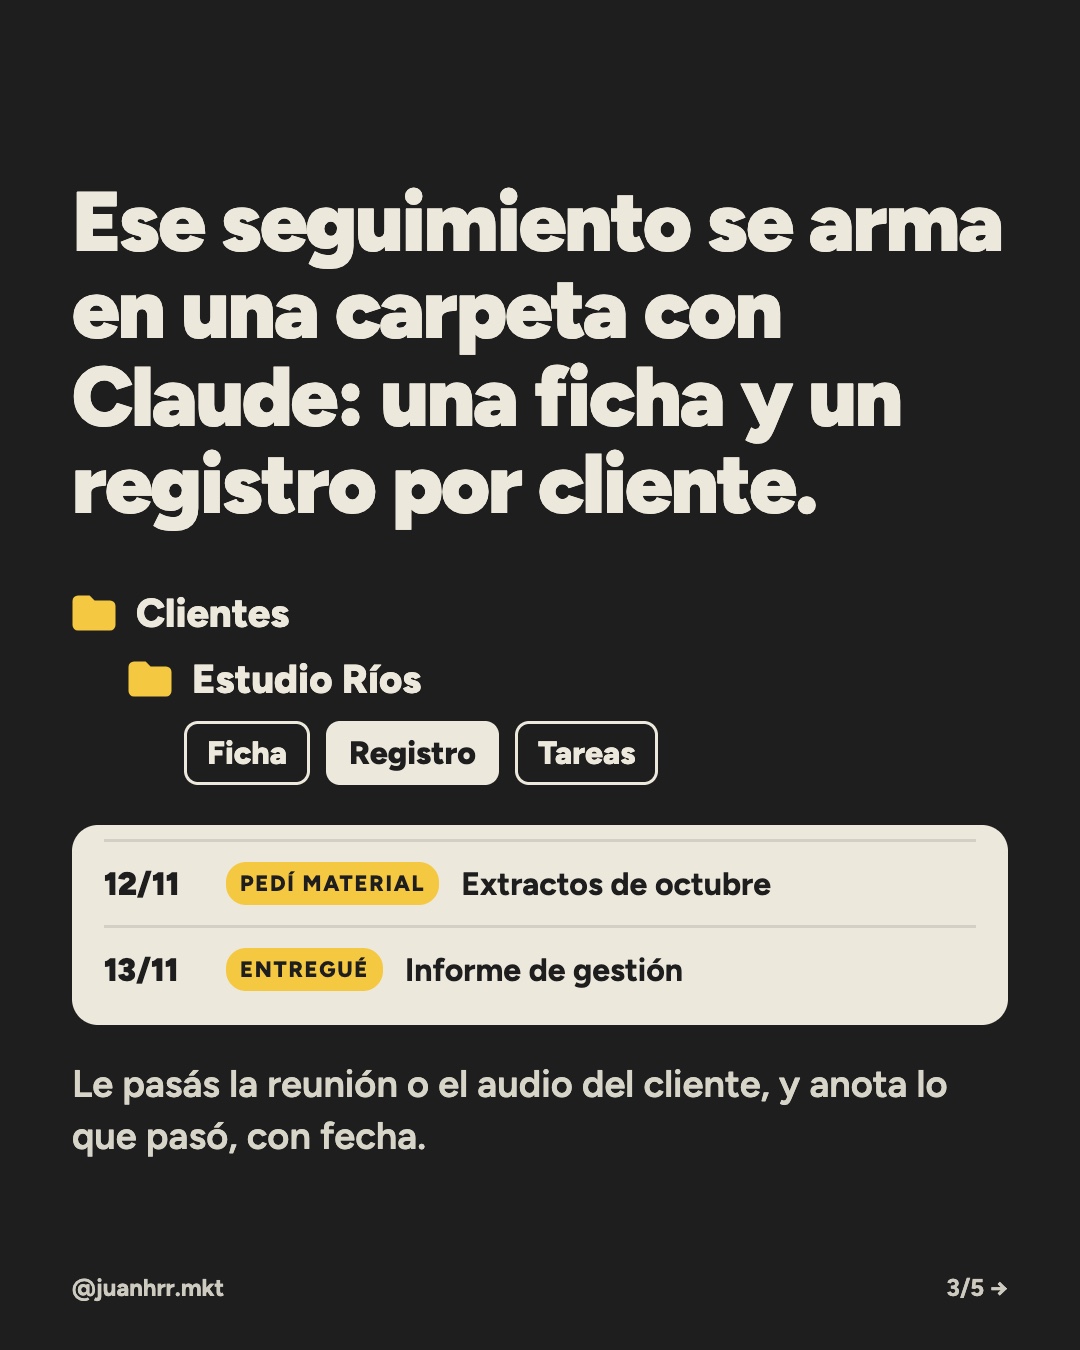 Ese seguimiento se arma
en una carpeta con
Claude: una ficha y un
registro por cliente.
Clientes
Estudio Ríos
Ficha Registro Tareas
12/11 PEDÍ MATERIAL Extractos de octubre
13/11 ENTREGUÉ Informe de gestión
Le pasás la reunión o el audio del cliente, y anota lo
que pasó, con fecha.
@juanhrr.mkt 3/5 →